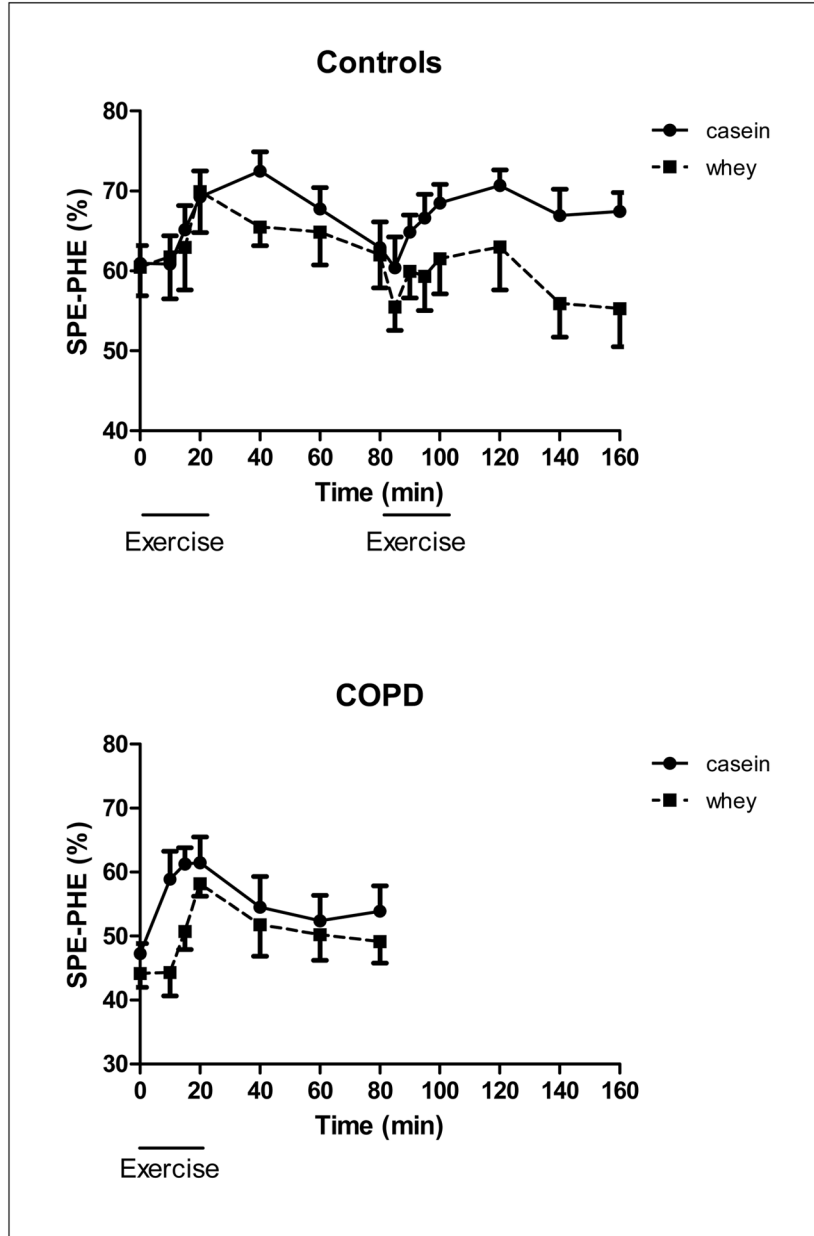 Controls
casein
whey
SPE-PHE (%)
80
70
60
50
40
0 20 40 60 80 100 120 140 160
Time (min)
Exercise Exercise
COPD
casein
whey
SPE-PHE (%)
80
70
60
50
40
30
0 20 40 60 80 100 120 140 160
Time (min)
Exercise